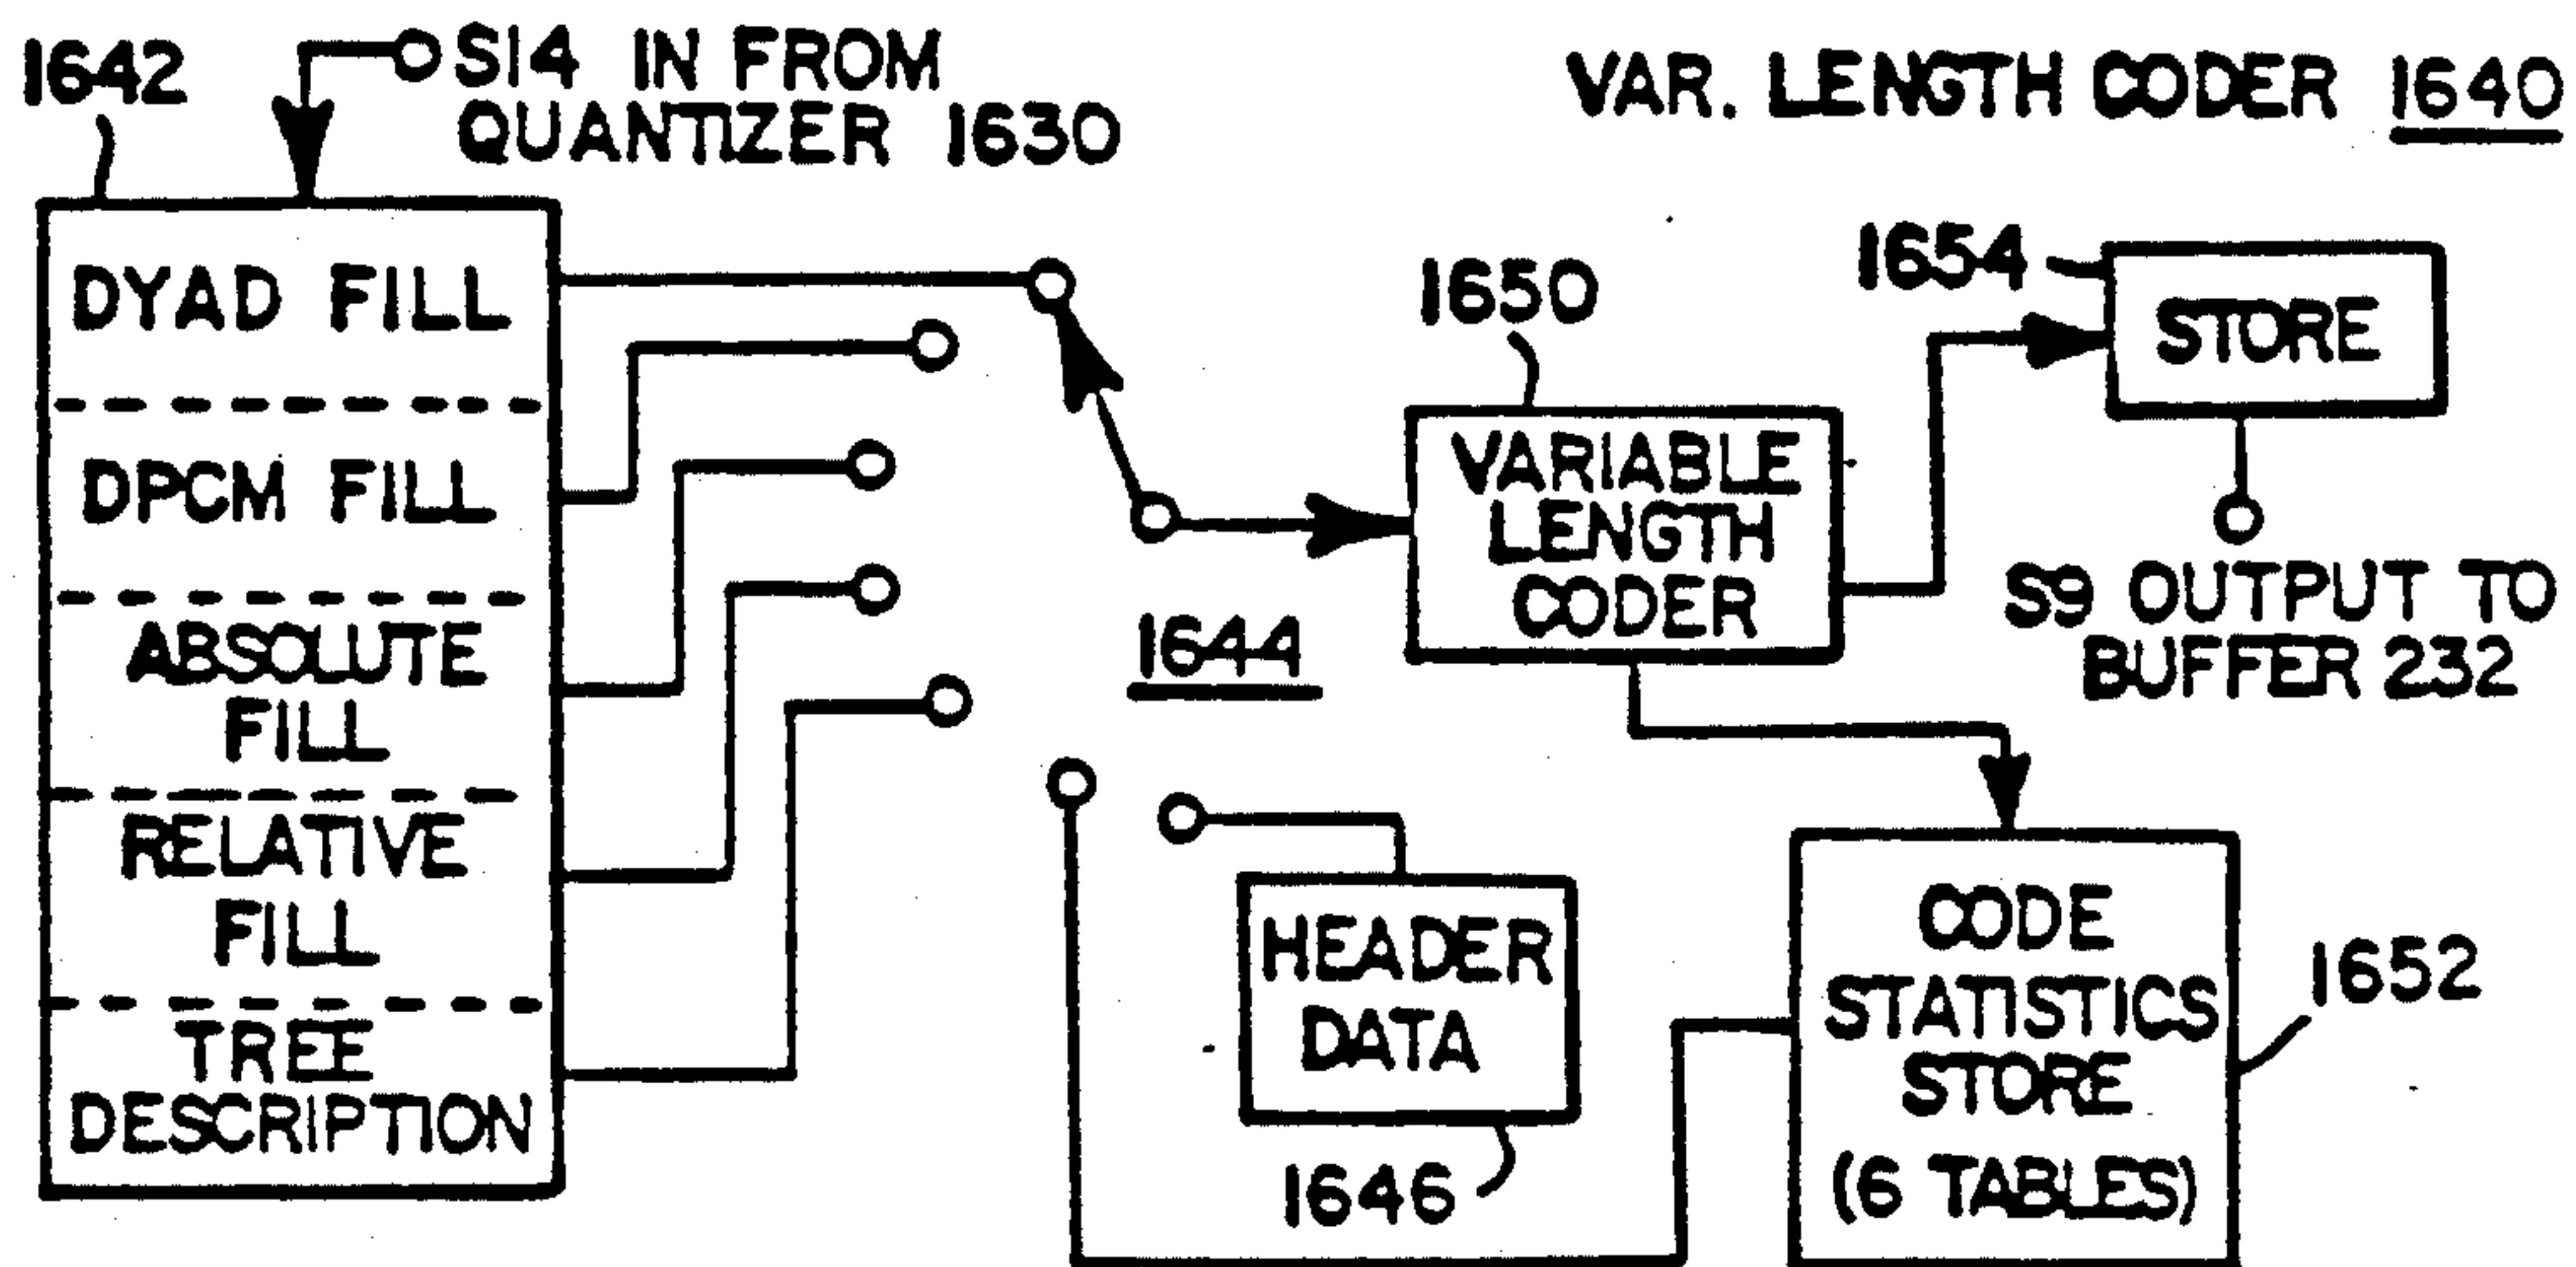 1642
S14 IN FROM
QUANTIZER 1630
VAR. LENGTH CODER 1640
DYAD FILL
DPCM FILL
ABSOLUTE
FILL
RELATIVE
FILL
TREE
DESCRIPTION
1644
1650
VARIABLE
LENGTH
CODER
1654
STORE
S9 OUTPUT TO
BUFFER 232
HEADER
DATA
1646
CODE
STATISTICS
STORE
(6 TABLES)
1652